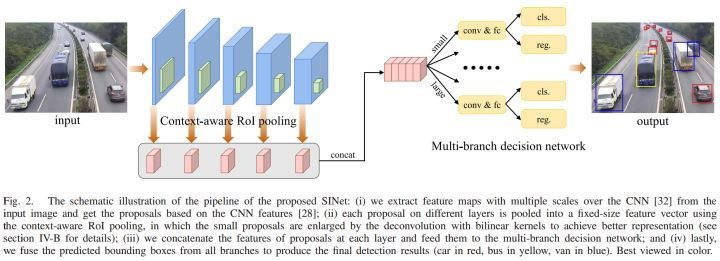 input
Context-aware RoI pooling
concat
small
large
conv & fc
conv & fc
cls.
reg.
cls.
reg.
Multi-branch decision network
output
Fig. 2. The schematic illustration of the pipeline of the proposed SINet: (i) we extract feature maps with multiple scales over the CNN [32] from
the input image and get the proposals based on the CNN features [28]; (ii) each proposal on different layers is pooled into a fixed-size feature vector using
the context-aware RoI pooling, in which the small proposals are enlarged by the deconvolution with bilinear kernels to achieve better representation (see
section IV-B for details); (iii) we concatenate the features of proposals at each layer and feed them to the multi-branch decision network; and (iv) lastly,
we fuse the predicted bounding boxes from all branches to produce the final detection results (car in red, bus in yellow, van in blue). Best viewed in color.